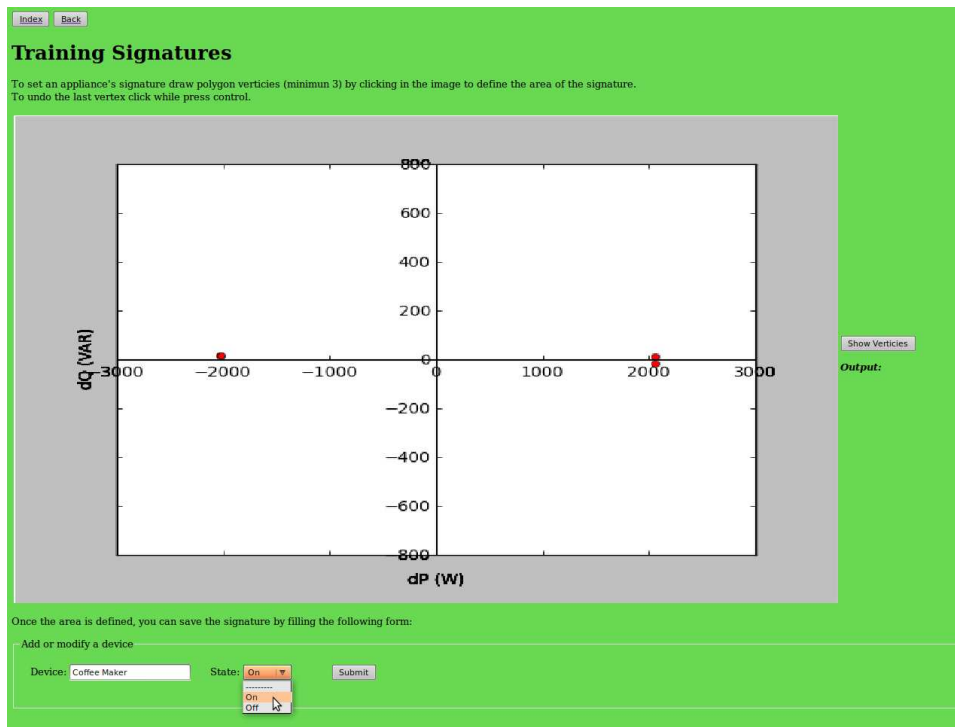 Index Back
Training Signatures
To set an appliance's signature draw polygon verticies (minimun 3) by clicking in the image to define the area of the signature.
To undo the last vertex click while press control.
800
600
400
200
0
−3000 −2000 −1000 0 1000 2000 3000
−200
−400
−600
−800
dQ (VAR)
dP (W)
Show Verticies
Output:
Once the area is defined, you can save the signature by filling the following form:
Add or modify a device
Device: Coffee Maker State: On Submit
---------
On
Off